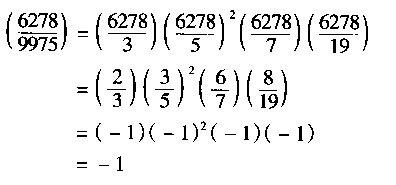 (6278/9975) = (6278/3)(6278/5)²(6278/7)(6278/19)
= (2/3)(3/5)²(6/7)(8/19)
= (-1)(-1)²(-1)(-1)
= -1